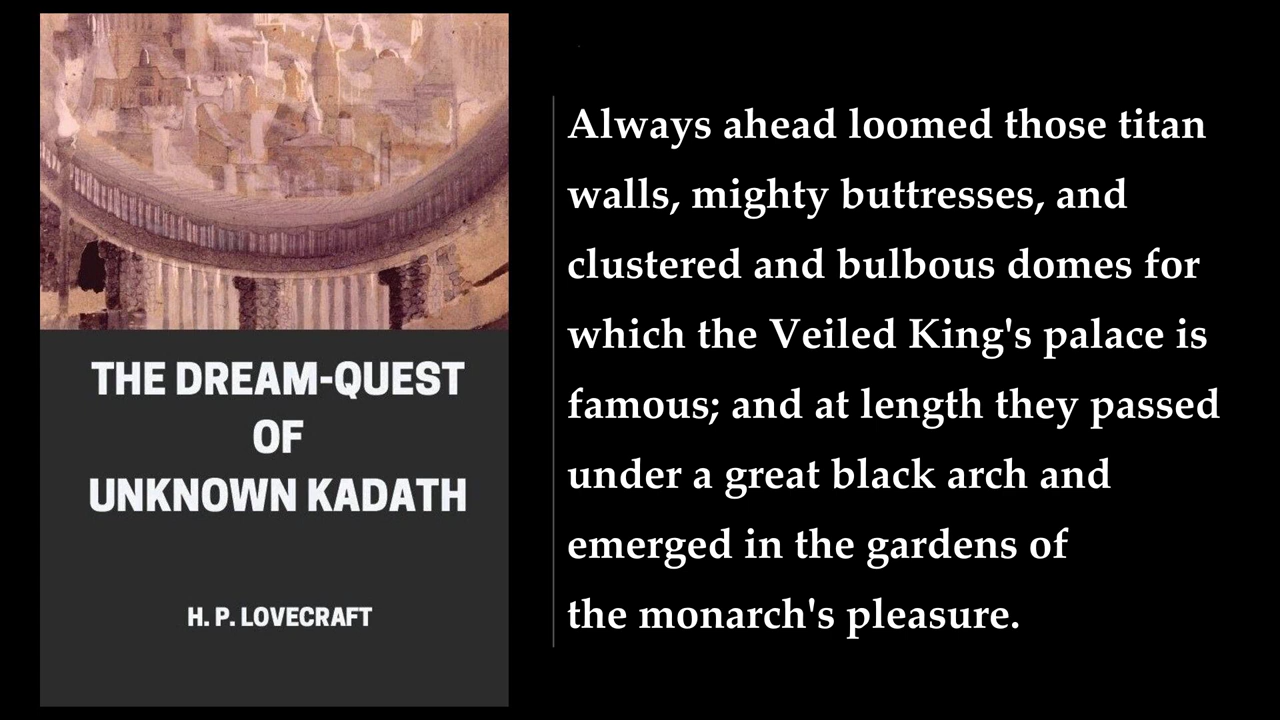 THE DREAM-QUEST
OF
UNKNOWN KADATH
H. P. LOVECRAFT
Always ahead loomed those titan
walls, mighty buttresses, and
clustered and bulbous domes for
which the Veiled King's palace is
famous; and at length they passed
under a great black arch and
emerged in the gardens of
the monarch's pleasure.